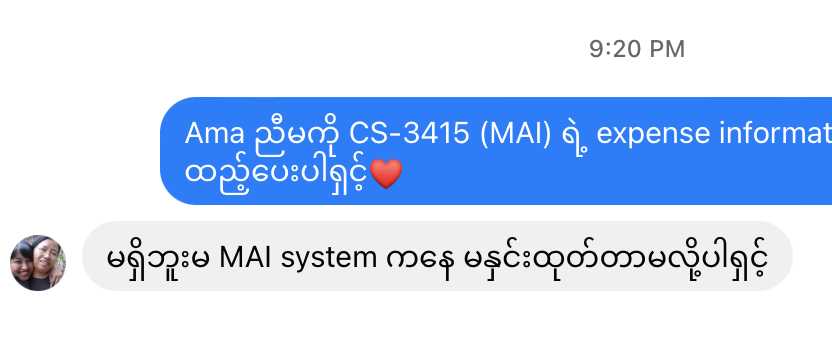 9:20 PM
Ama ညီမကို CS-3415 (MAI) ရဲ့ expense informat
ထည့်ပေးပါရှင့်❤️
မရှိဘူးမ MAI system ကနေ မနှင်းထုတ်တာမလို့ပါရှင့်